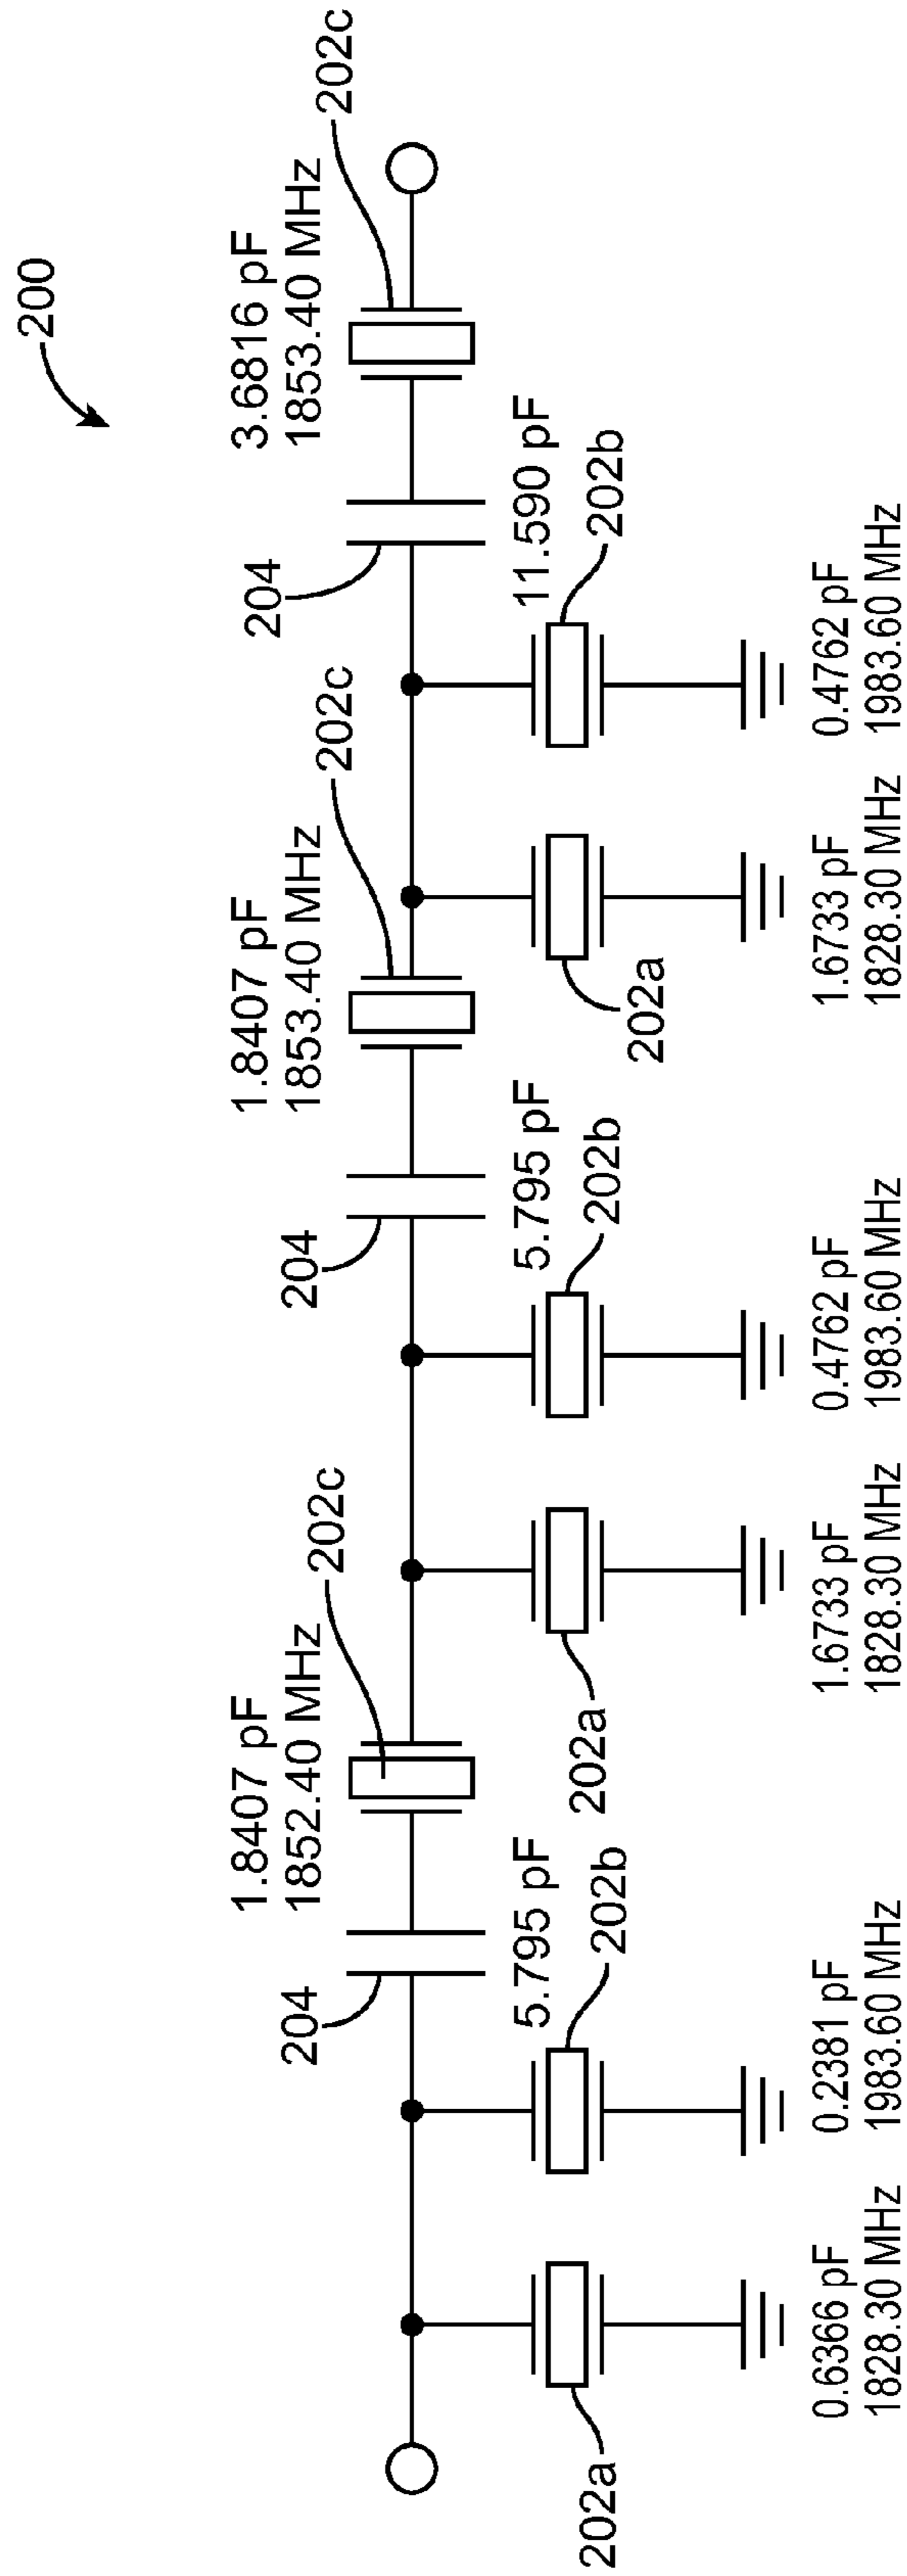 200
1.8407 pF
1852.40 MHz
202c
1.8407 pF
1853.40 MHz
202c
3.6816 pF
1853.40 MHz
202c
204
5.795 pF
204
5.795 pF
204
11.590 pF
202a
202b
202a
202b
202a
202b
0.6366 pF
1828.30 MHz
0.2381 pF
1983.60 MHz
1.6733 pF
1828.30 MHz
0.4762 pF
1983.60 MHz
1.6733 pF
1828.30 MHz
0.4762 pF
1983.60 MHz